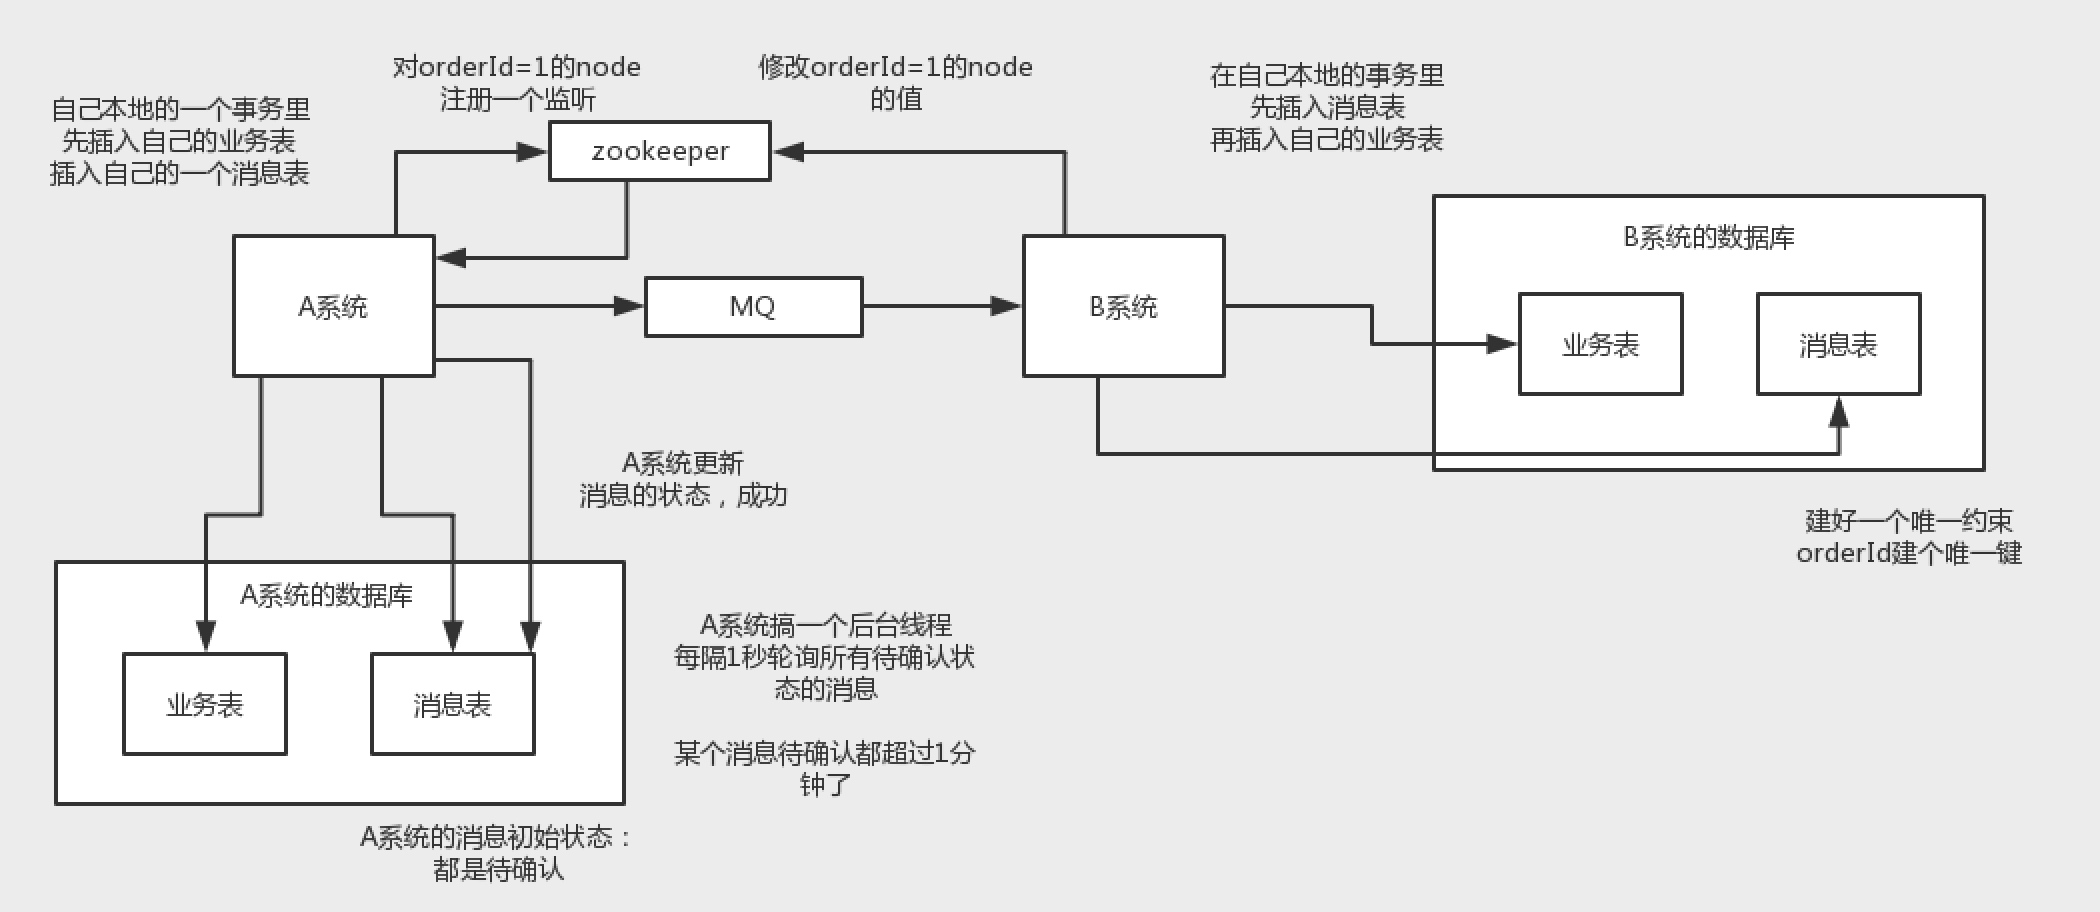 对orderId=1的node
注册一个监听
修改orderId=1的node
的值
在自己本地的事务里
先插入消息表
再插入自己的业务表
自己本地的一个事务里
先插入自己的业务表
插入自己的一个消息表
zookeeper
A系统
MQ
B系统
B系统的数据库
业务表
消息表
A系统更新
消息的状态，成功
建好一个唯一约束
orderId建个唯一键
A系统的数据库
业务表
消息表
A系统搞一个后台线程
每隔1秒轮询所有待确认状
态的消息
某个消息待确认都超过1分
钟了
A系统的消息初始状态：
都是待确认